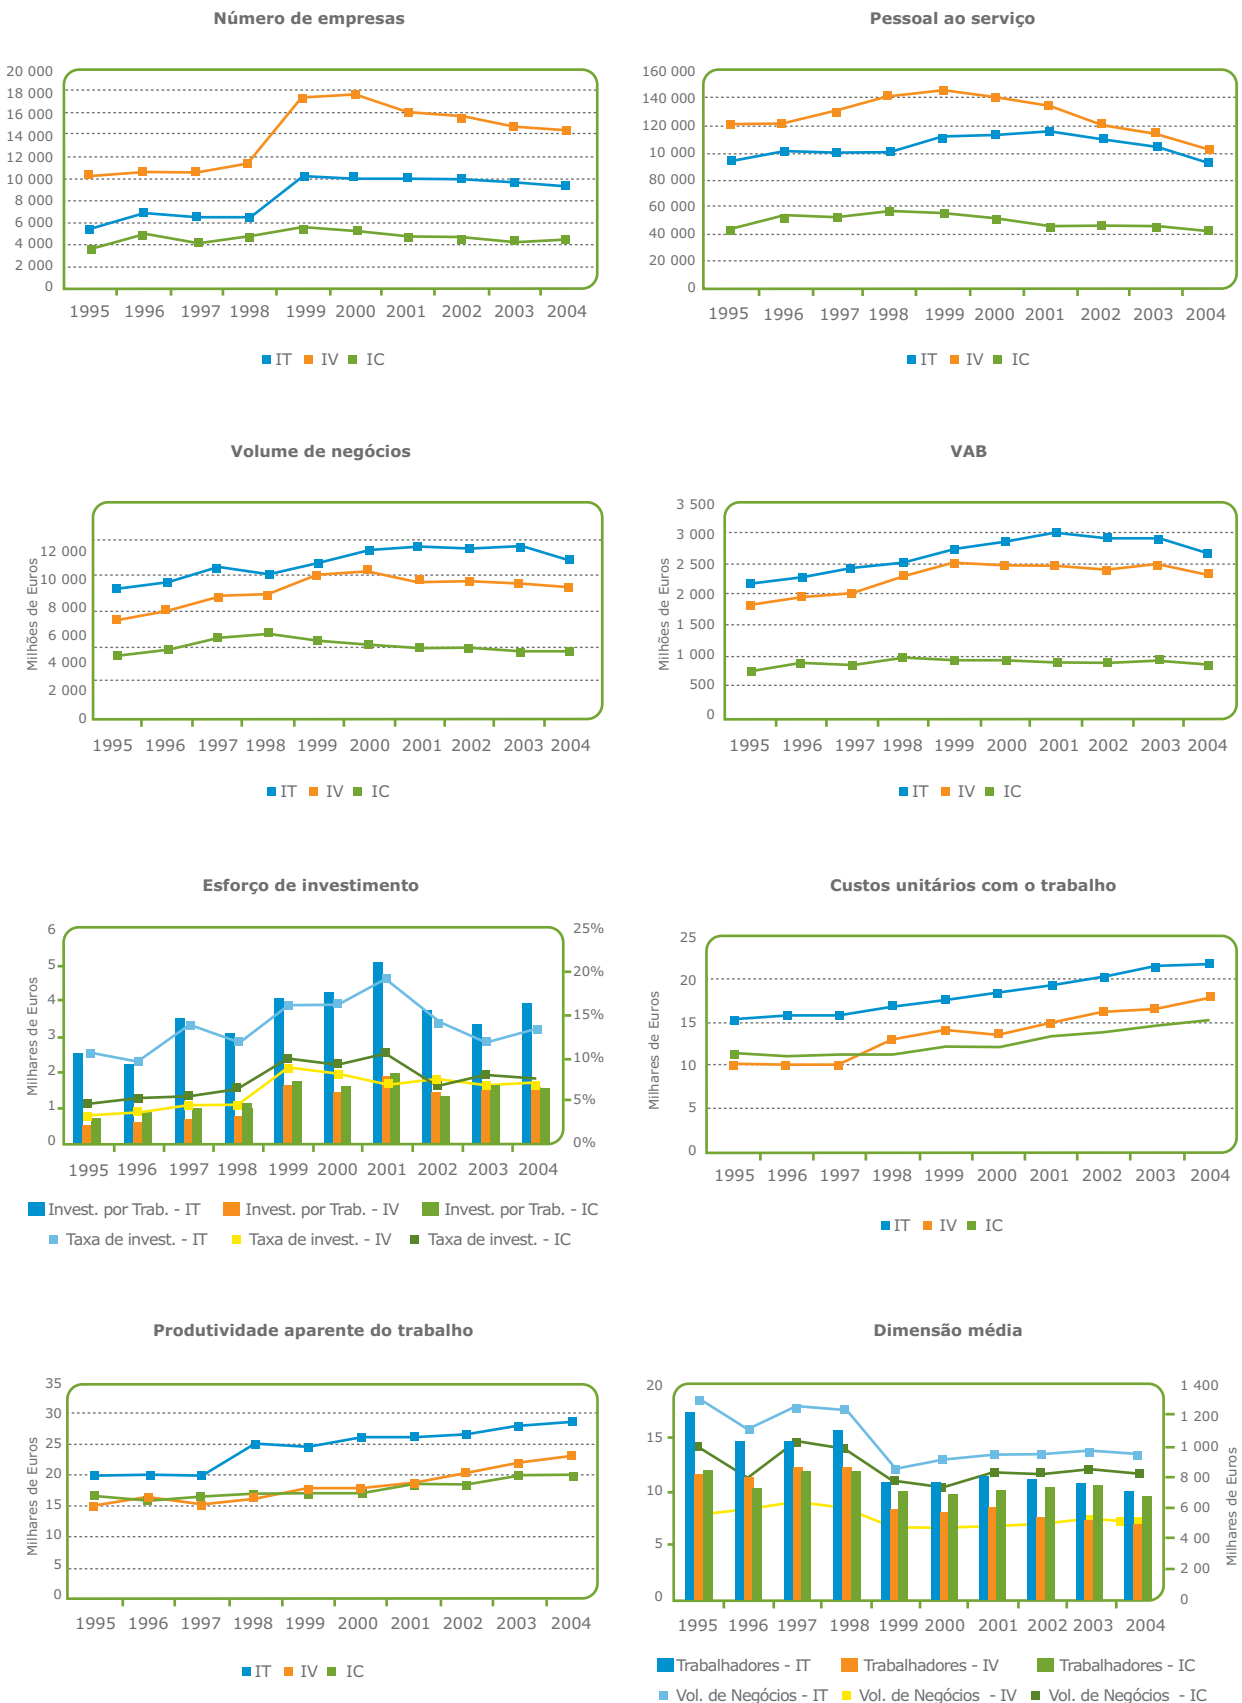 Número de empresas
20 000
18 000
16 000
14 000
12 000
10 000
8 000
6 000
4 000
2 000
0
1995 1996 1997 1998 1999 2000 2001 2002 2003 2004
IT IV IC
Pessoal ao serviço
160 000
140 000
120 000
10 000
80 000
60 000
40 000
20 000
0
1995 1996 1997 1998 1999 2000 2001 2002 2003 2004
IT IV IC
Volume de negócios
Milhões de Euros
12 000
10 000
8 000
6 000
4 000
2 000
0
1995 1996 1997 1998 1999 2000 2001 2002 2003 2004
IT IV IC
VAB
Milhões de Euros
3 500
3 000
2 500
2 000
1 500
1 000
500
0
1995 1996 1997 1998 1999 2000 2001 2002 2003 2004
IT IV IC
Esforço de investimento
Milhares de Euros
6
5
4
3
2
1
0
25%
20%
15%
10%
5%
0%
1995 1996 1997 1998 1999 2000 2001 2002 2003 2004
Invest. por Trab. - IT Invest. por Trab. - IV Invest. por Trab. - IC
Taxa de invest. - IT Taxa de invest. - IV Taxa de invest. - IC
Custos unitários com o trabalho
Milhares de Euros
25
20
15
10
5
0
1995 1996 1997 1998 1999 2000 2001 2002 2003 2004
IT IV IC
Produtividade aparente do trabalho
Milhares de Euros
35
30
25
20
15
10
5
0
1995 1996 1997 1998 1999 2000 2001 2002 2003 2004
IT IV IC
Dimensão média
20
15
10
5
0
1 400
1 200
1 000
8 000
6 00
4 00
2 00
0
Milhares de Euros
1995 1996 1997 1998 1999 2000 2001 2002 2003 2004
Trabalhadores - IT Trabalhadores - IV Trabalhadores - IC
Vol. de Negócios - IT Vol. de Negócios - IV Vol. de Negócios - IC